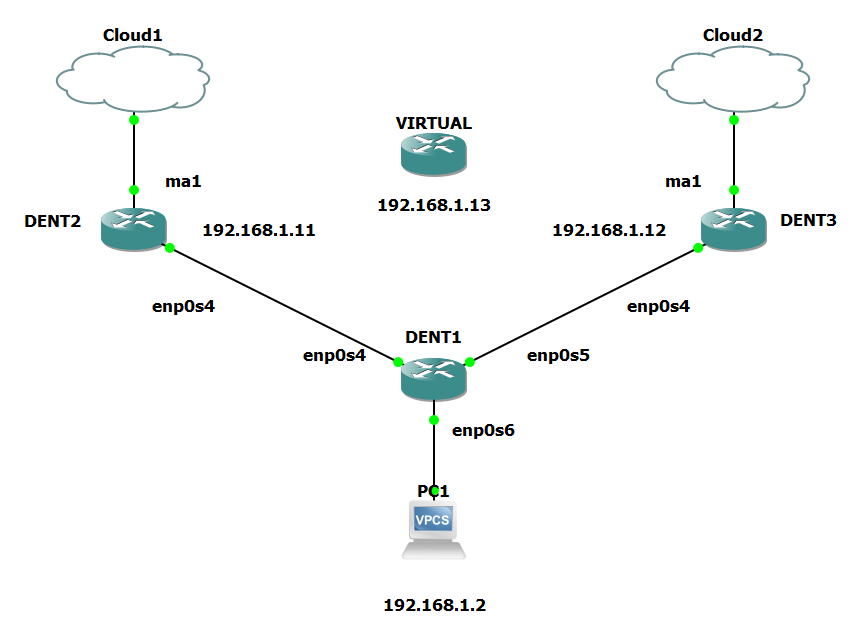 Cloud1
Cloud2
VIRTUAL
ma1
ma1
192.168.1.13
DENT2
DENT3
192.168.1.11
192.168.1.12
enp0s4
enp0s4
DENT1
enp0s4
enp0s5
enp0s6
PC1
VPCS
192.168.1.2